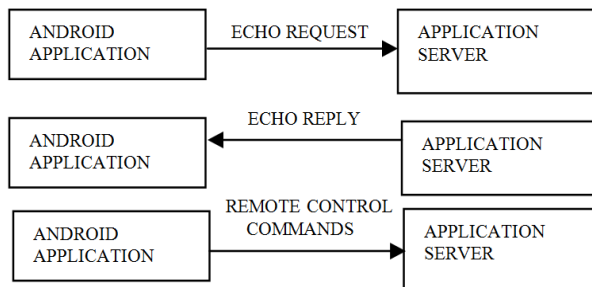 ANDROID
APPLICATION
ECHO REQUEST
APPLICATION
SERVER
ANDROID
APPLICATION
ECHO REPLY
APPLICATION
SERVER
ANDROID
APPLICATION
REMOTE CONTROL
COMMANDS
APPLICATION
SERVER